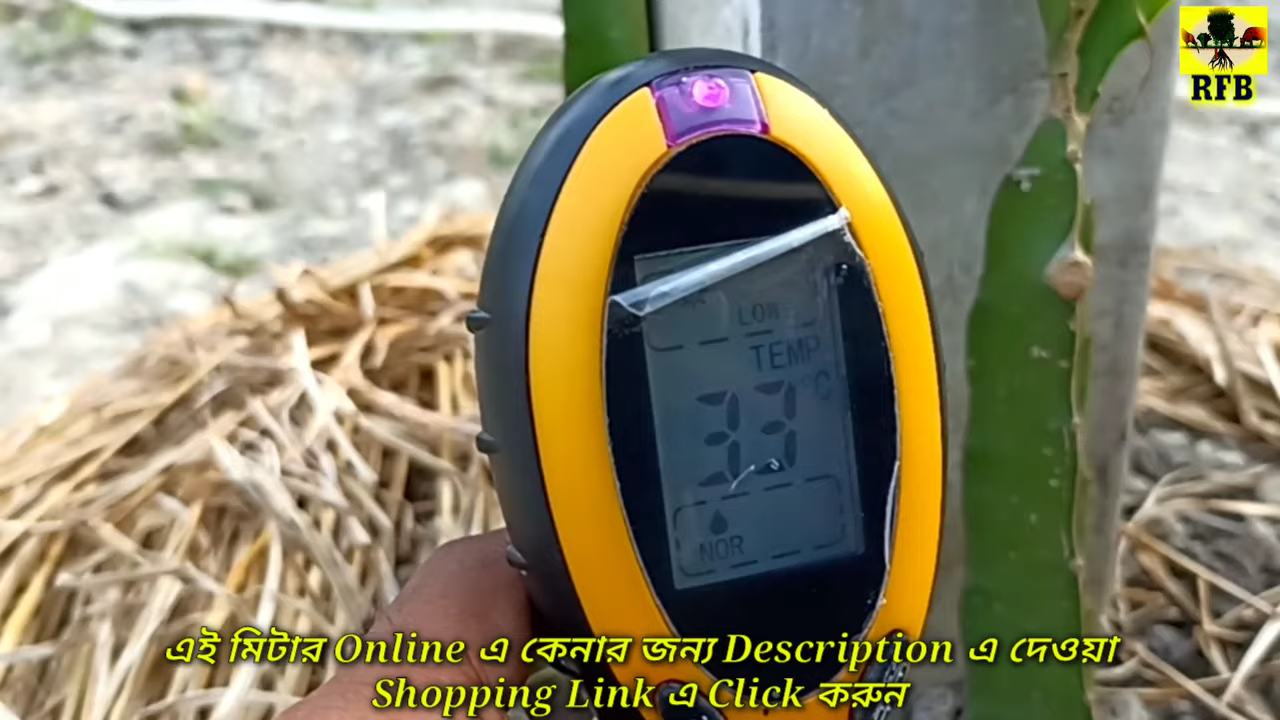 RFB
LOW
TEMP
33 °C
NOR
এই মিটার Online এ কেনার জন্য Description এ দেওয়া
Shopping Link এ Click করুন